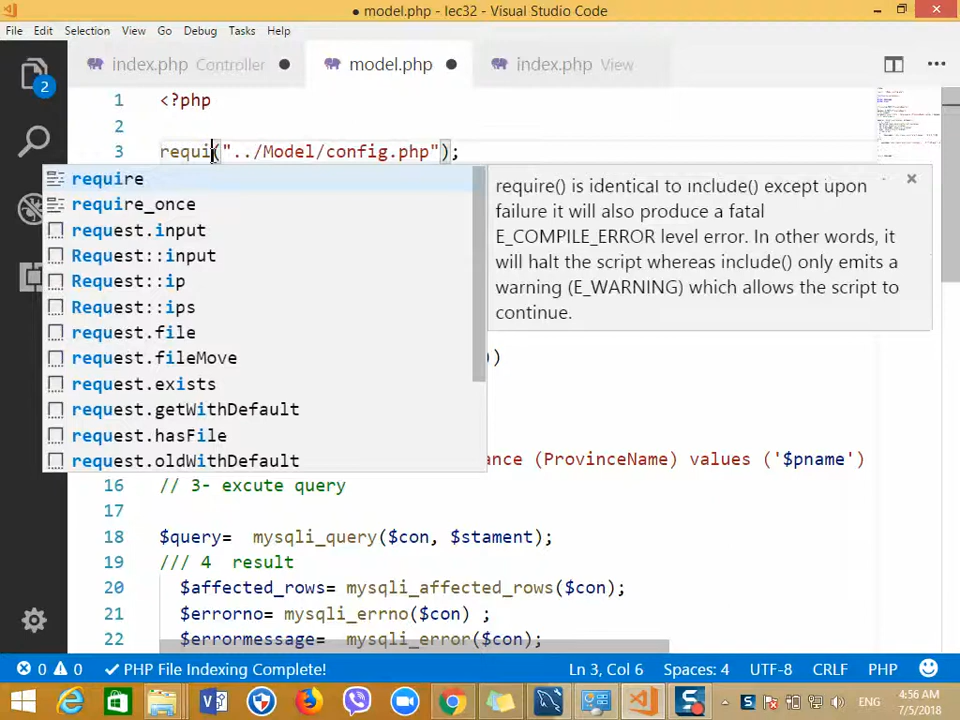 ● model.php - lec32 - Visual Studio Code
File Edit Selection View Go Debug Tasks Help
index.php Controller ● model.php ● index.php View
2
1 <?php
2
3 requi("../Model/config.php");
require
require_once
request.input
Request::input
Request::ip
Request::ips
request.file
request.fileMove
request.exists
request.getWithDefault
request.hasFile
request.oldWithDefault
require() is identical to include() except upon
failure it will also produce a fatal
E_COMPILE_ERROR level error. In other words, it
will halt the script whereas include() only emits a
warning (E_WARNING) which allows the script to
continue.
))
ance (ProvinceName) values ('$pname')
16 // 3- excute query
17
18 $query= mysqli_query($con, $stament);
19 /// 4 result
20 $affected_rows= mysqli_affected_rows($con);
21 $errorno= mysqli_errno($con) ;
22 $errormessage= mysqli_error($con);
0 0 PHP File Indexing Complete! Ln 3, Col 6 Spaces: 4 UTF-8 CRLF PHP
ENG
4:56 AM
7/5/2018